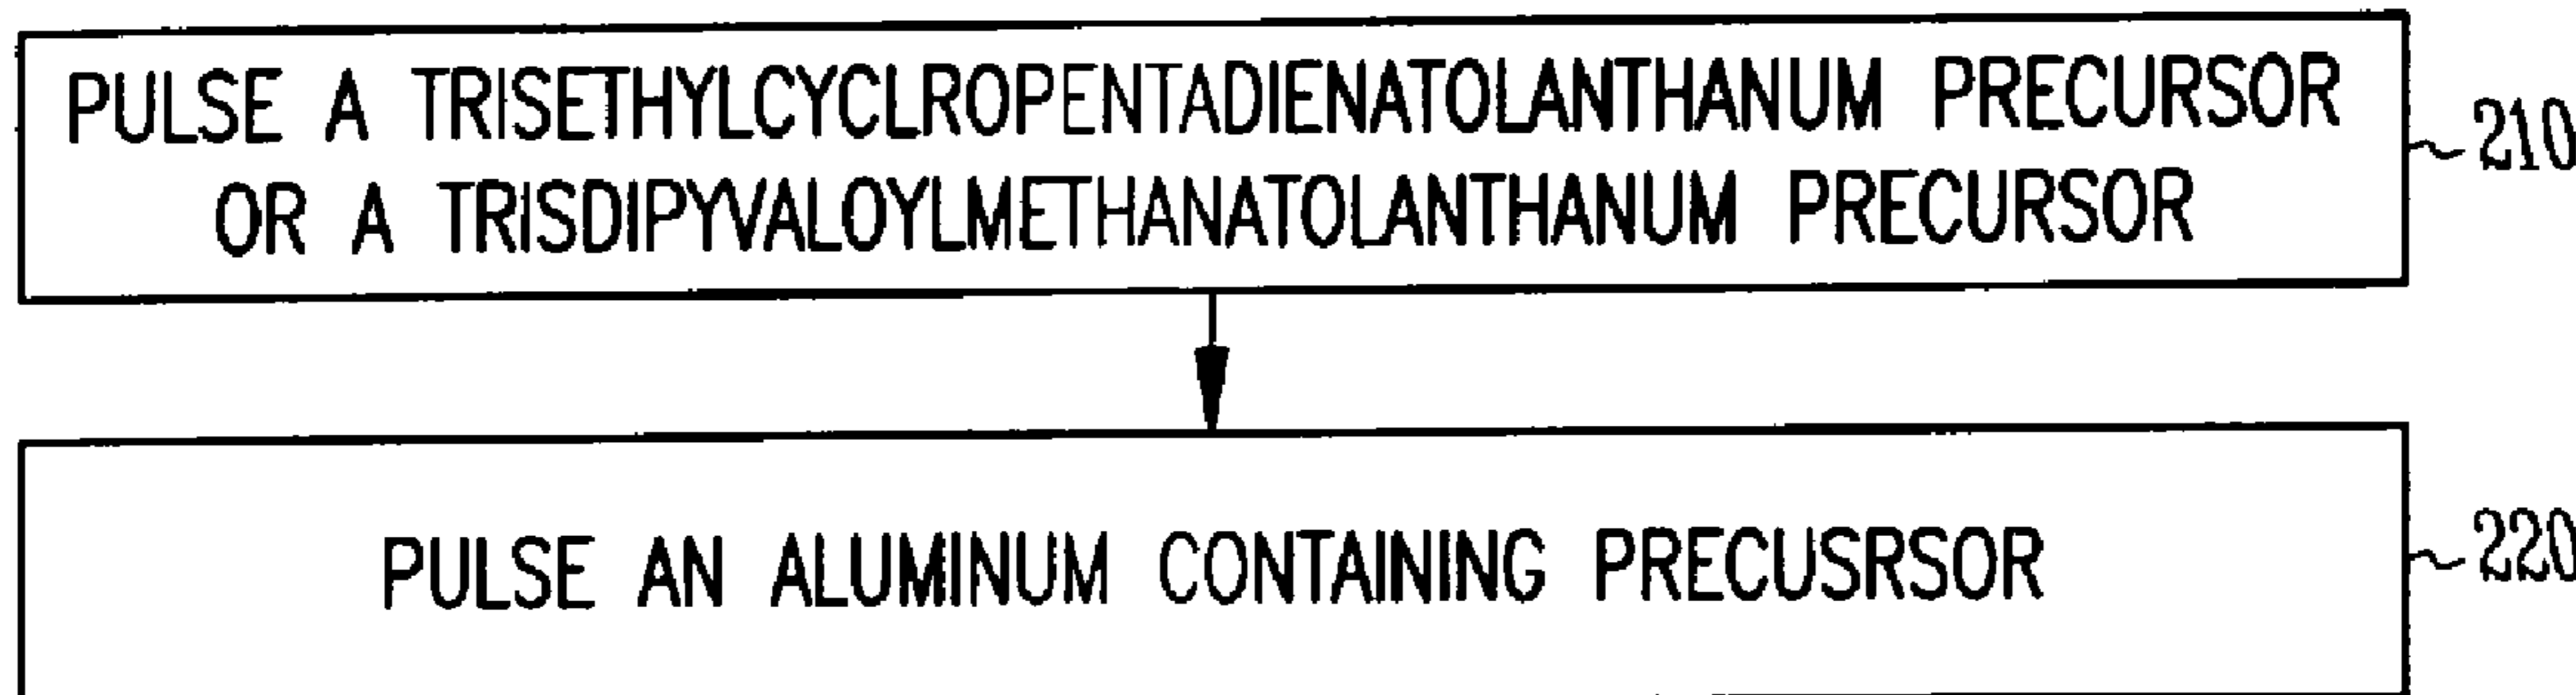 PULSE A TRISETHYLCYCLROPENTADIENATOLANTHANUM PRECURSOR
OR A TRISDIPYVALOYLMETHANATOLANTHANUM PRECURSOR
210
PULSE AN ALUMINUM CONTAINING PRECUSRSOR
220